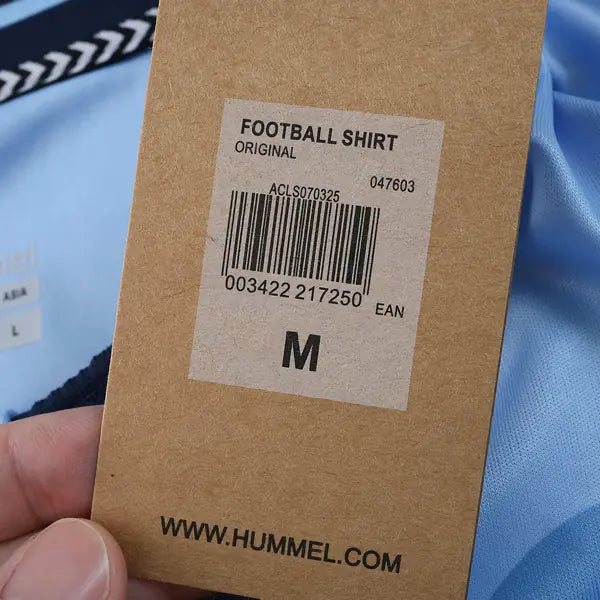 FOOTBALL SHIRT
ORIGINAL
047603
ACLS070325
003422 217250
EAN
M
WWW.HUMMEL.COM
ASIA
L